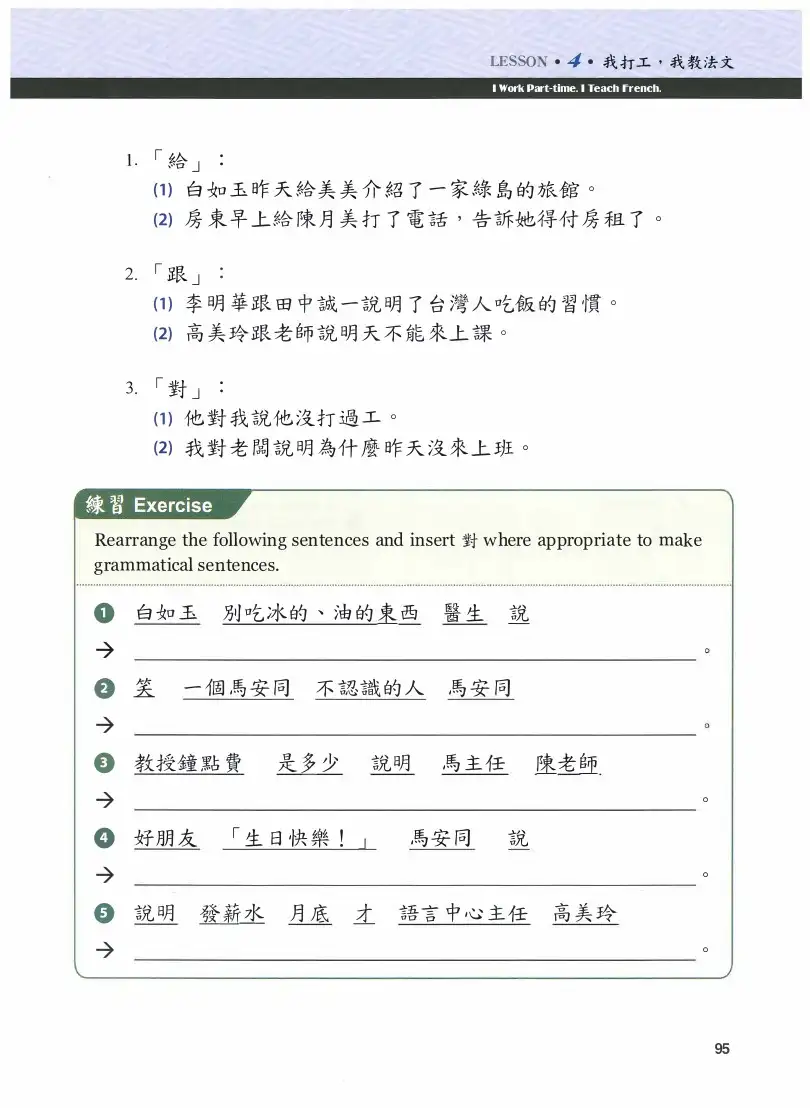 LESSON • 4 • 我打工，我教法文
I Work Part-time. I Teach French.
1. 「給」：
(1) 白如玉昨天給美美介紹了一家綠島的旅館。
(2) 房東早上給陳月美打了電話，告訴她得付房租了。
2. 「跟」：
(1) 李明華跟田中誠一說明了台灣人吃飯的習慣。
(2) 高美玲跟老師說明天不能來上課。
3. 「對」：
(1) 他對我說他沒打過工。
(2) 我對老闆說明為什麼昨天沒來上班。
練習 Exercise
Rearrange the following sentences and insert 對 where appropriate to make
grammatical sentences.
1 白如玉 別吃冰的、油的東西 醫生 說
→ 。
2 笑 一個馬安同 不認識的人 馬安同
→ 。
3 教授鐘點費 是多少 說明 馬主任 陳老師
→ 。
4 好朋友 「生日快樂！」 馬安同 說
→ 。
5 說明 發薪水 月底 才 語言中心主任 高美玲
→ 。
95